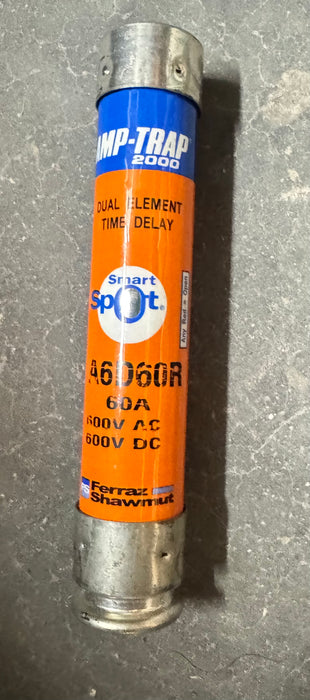 AMP-TRAP
2000
DUAL ELEMENT
TIME DELAY
Smart
Spot®
Any Red = Open
A6D60R
60A
600V AC
600V DC
Ferraz
Shawmut